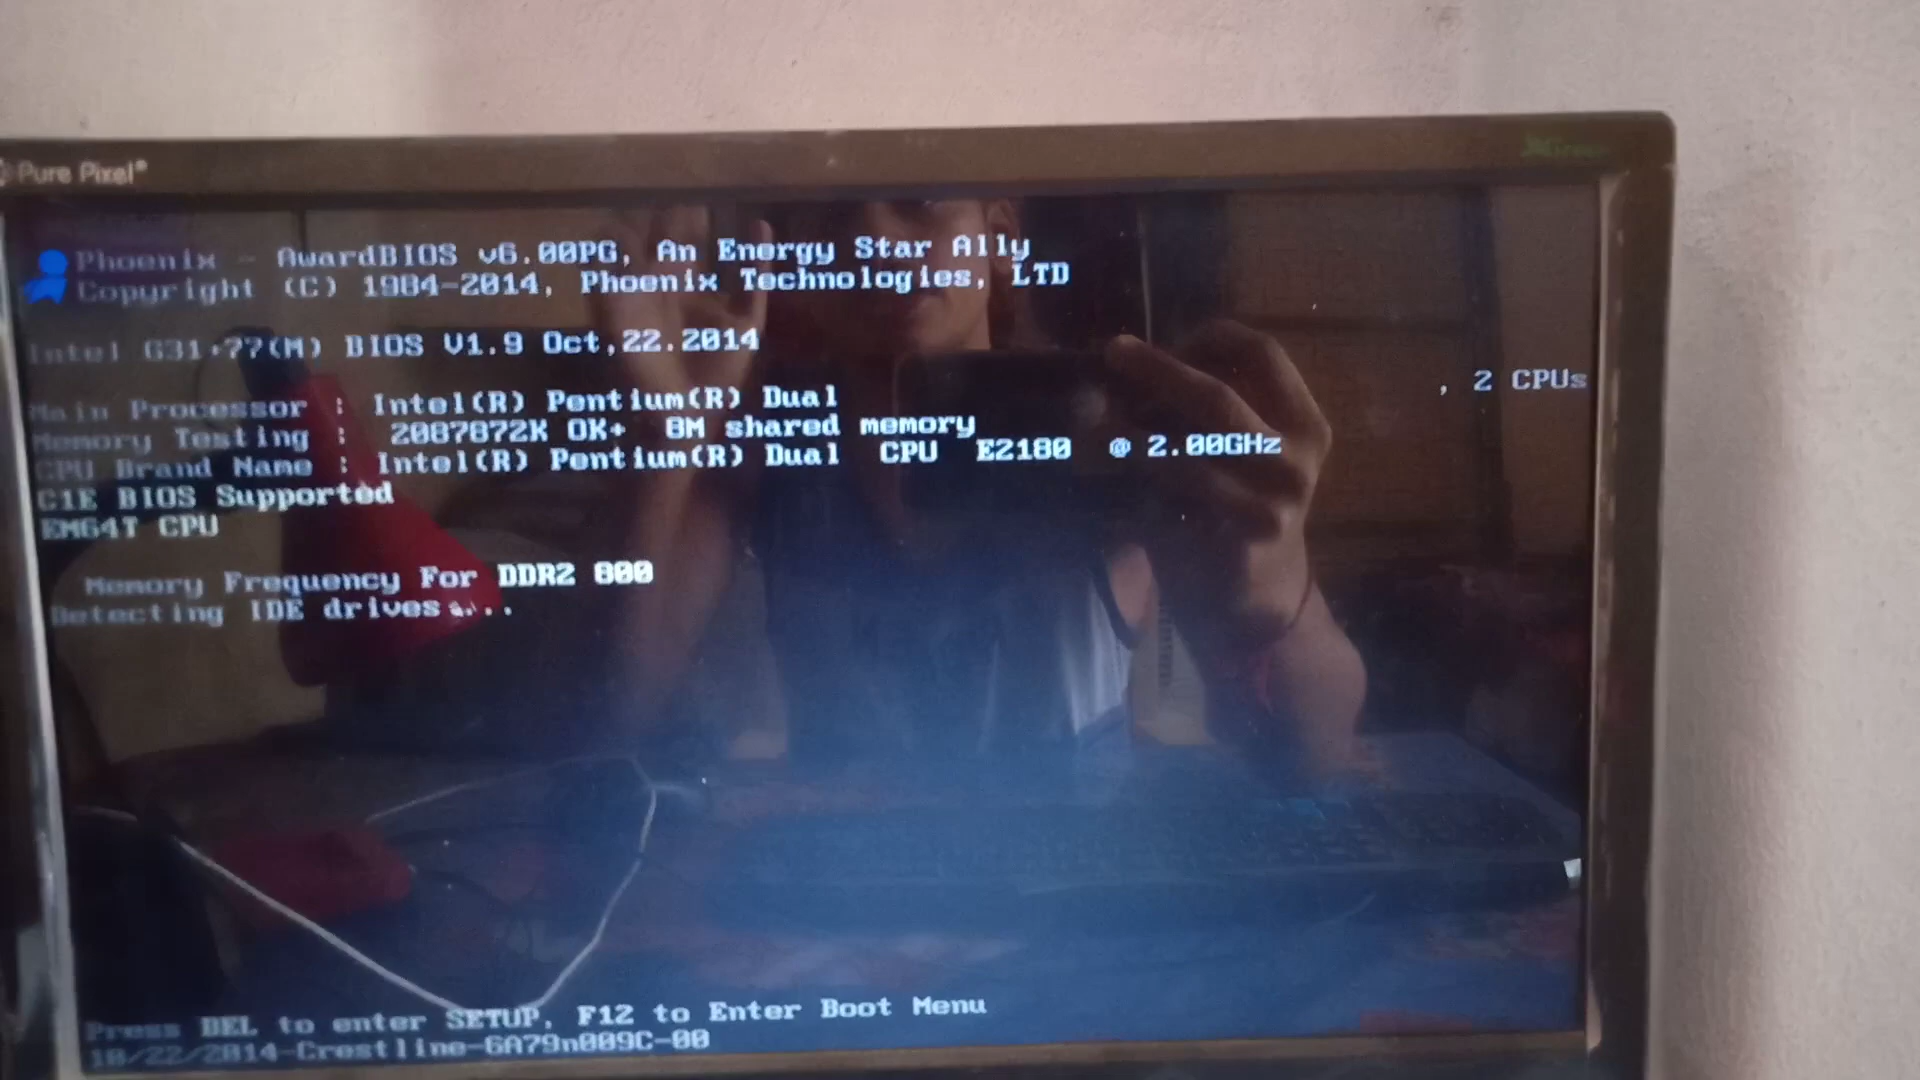 Pure Pixel®
Phoenix - AwardBIOS v6.00PG, An Energy Star Ally
Copyright (C) 1984-2014, Phoenix Technologies, LTD
Intel G31+77(M) BIOS V1.9 Oct,22.2014
Main Processor : Intel(R) Pentium(R) Dual , 2 CPUs
Memory Testing : 2087872K OK+ 8M shared memory
CPU Brand Name : Intel(R) Pentium(R) Dual CPU E2180 @ 2.00GHz
C1E BIOS Supported
EM64T CPU
Memory Frequency For DDR2 800
Detecting IDE drives ...
Press DEL to enter SETUP, F12 to Enter Boot Menu
10/22/2014-Crestline-6A79n009C-00